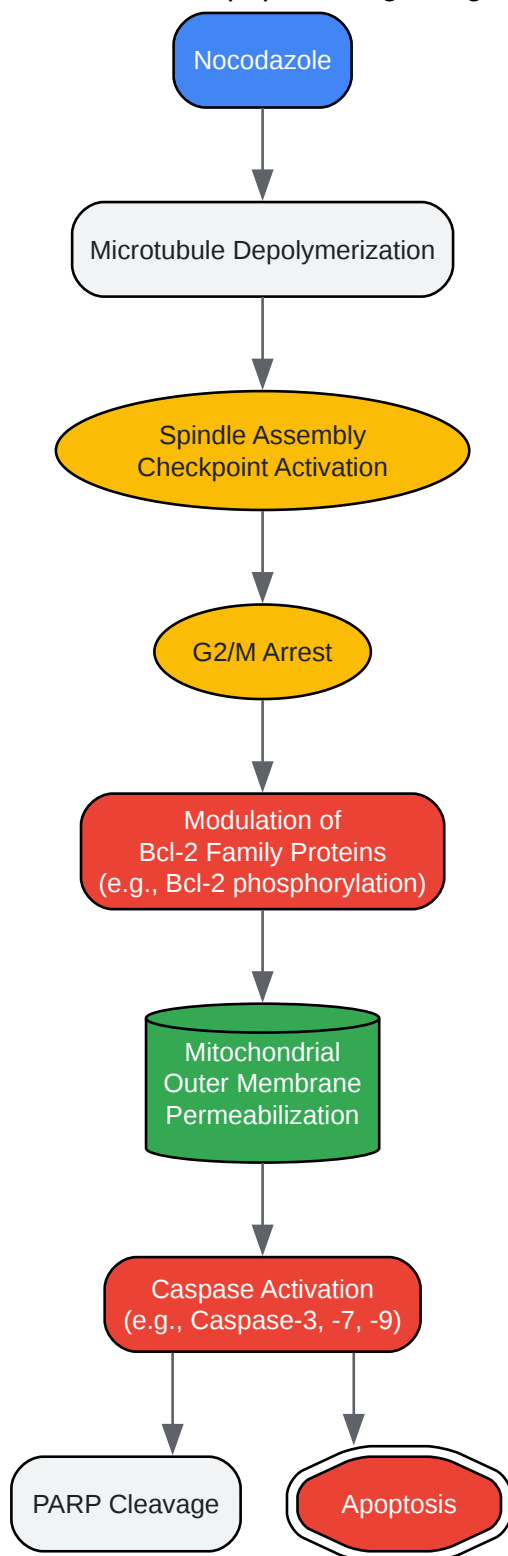 Nocodazole
Microtubule Depolymerization
Spindle Assembly
Checkpoint Activation
G2/M Arrest
Modulation of
Bcl-2 Family Proteins
(e.g., Bcl-2 phosphorylation)
Mitochondrial
Outer Membrane
Permeabilization
Caspase Activation
(e.g., Caspase-3, -7, -9)
PARP Cleavage
Apoptosis